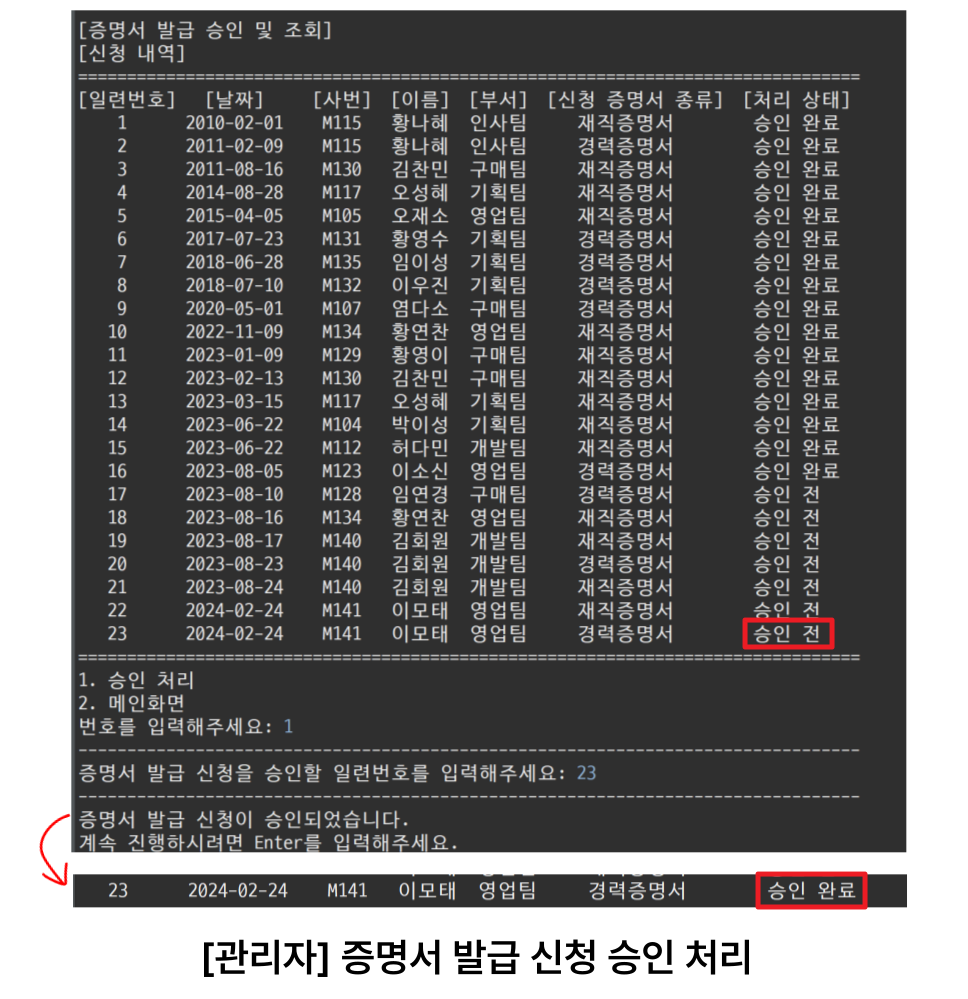 [증명서 발급 승인 및 조회]
[신청 내역]
================================================================================
[일련번호] [날짜] [사번] [이름] [부서] [신청 증명서 종류] [처리 상태]
1 2010-02-01 M115 황나혜 인사팀 재직증명서 승인 완료
2 2011-02-09 M115 황나혜 인사팀 경력증명서 승인 완료
3 2011-08-16 M130 김찬민 구매팀 재직증명서 승인 완료
4 2014-08-28 M117 오성혜 기획팀 재직증명서 승인 완료
5 2015-04-05 M105 오재소 영업팀 재직증명서 승인 완료
6 2017-07-23 M131 황영수 기획팀 경력증명서 승인 완료
7 2018-06-28 M135 임이성 기획팀 경력증명서 승인 완료
8 2018-07-10 M132 이우진 기획팀 경력증명서 승인 완료
9 2020-05-01 M107 염다소 구매팀 경력증명서 승인 완료
10 2022-11-09 M134 황연찬 영업팀 재직증명서 승인 완료
11 2023-01-09 M129 황영이 구매팀 재직증명서 승인 완료
12 2023-02-13 M130 김찬민 구매팀 재직증명서 승인 완료
13 2023-03-15 M117 오성혜 기획팀 재직증명서 승인 완료
14 2023-06-22 M104 박이성 기획팀 재직증명서 승인 완료
15 2023-06-22 M112 허다민 개발팀 재직증명서 승인 완료
16 2023-08-05 M123 이소신 영업팀 경력증명서 승인 완료
17 2023-08-10 M128 임연경 구매팀 경력증명서 승인 전
18 2023-08-16 M134 황연찬 영업팀 재직증명서 승인 전
19 2023-08-17 M140 김회원 개발팀 재직증명서 승인 전
20 2023-08-23 M140 김회원 개발팀 경력증명서 승인 전
21 2023-08-24 M140 김회원 개발팀 재직증명서 승인 전
22 2024-02-24 M141 이모태 영업팀 재직증명서 승인 전
23 2024-02-24 M141 이모태 영업팀 경력증명서 승인 전
================================================================================
1. 승인 처리
2. 메인화면
번호를 입력해주세요: 1
--------------------------------------------------------------------------------
증명서 발급 신청을 승인할 일련번호를 입력해주세요: 23
--------------------------------------------------------------------------------
증명서 발급 신청이 승인되었습니다.
계속 진행하시려면 Enter를 입력해주세요.
23 2024-02-24 M141 이모태 영업팀 경력증명서 승인 완료
[관리자] 증명서 발급 신청 승인 처리